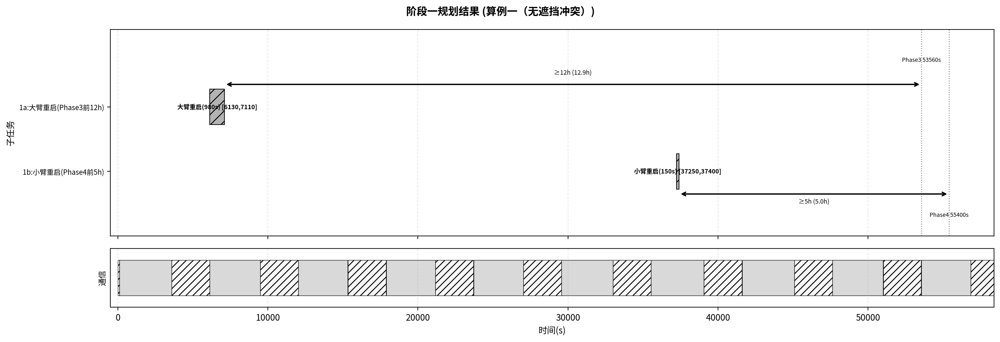 阶段一规划结果 (算例一（无遮挡冲突）)
Phase3 53560s
≥12h (12.9h)
1a:大臂重启(Phase3前12h)
大臂重启(980s) [6130,7110]
子任务
1b:小臂重启(Phase4前5h)
小臂重启(150s) [37250,37400]
≥5h (5.0h)
Phase4 55400s
通信
0 10000 20000 30000 40000 50000
时间(s)